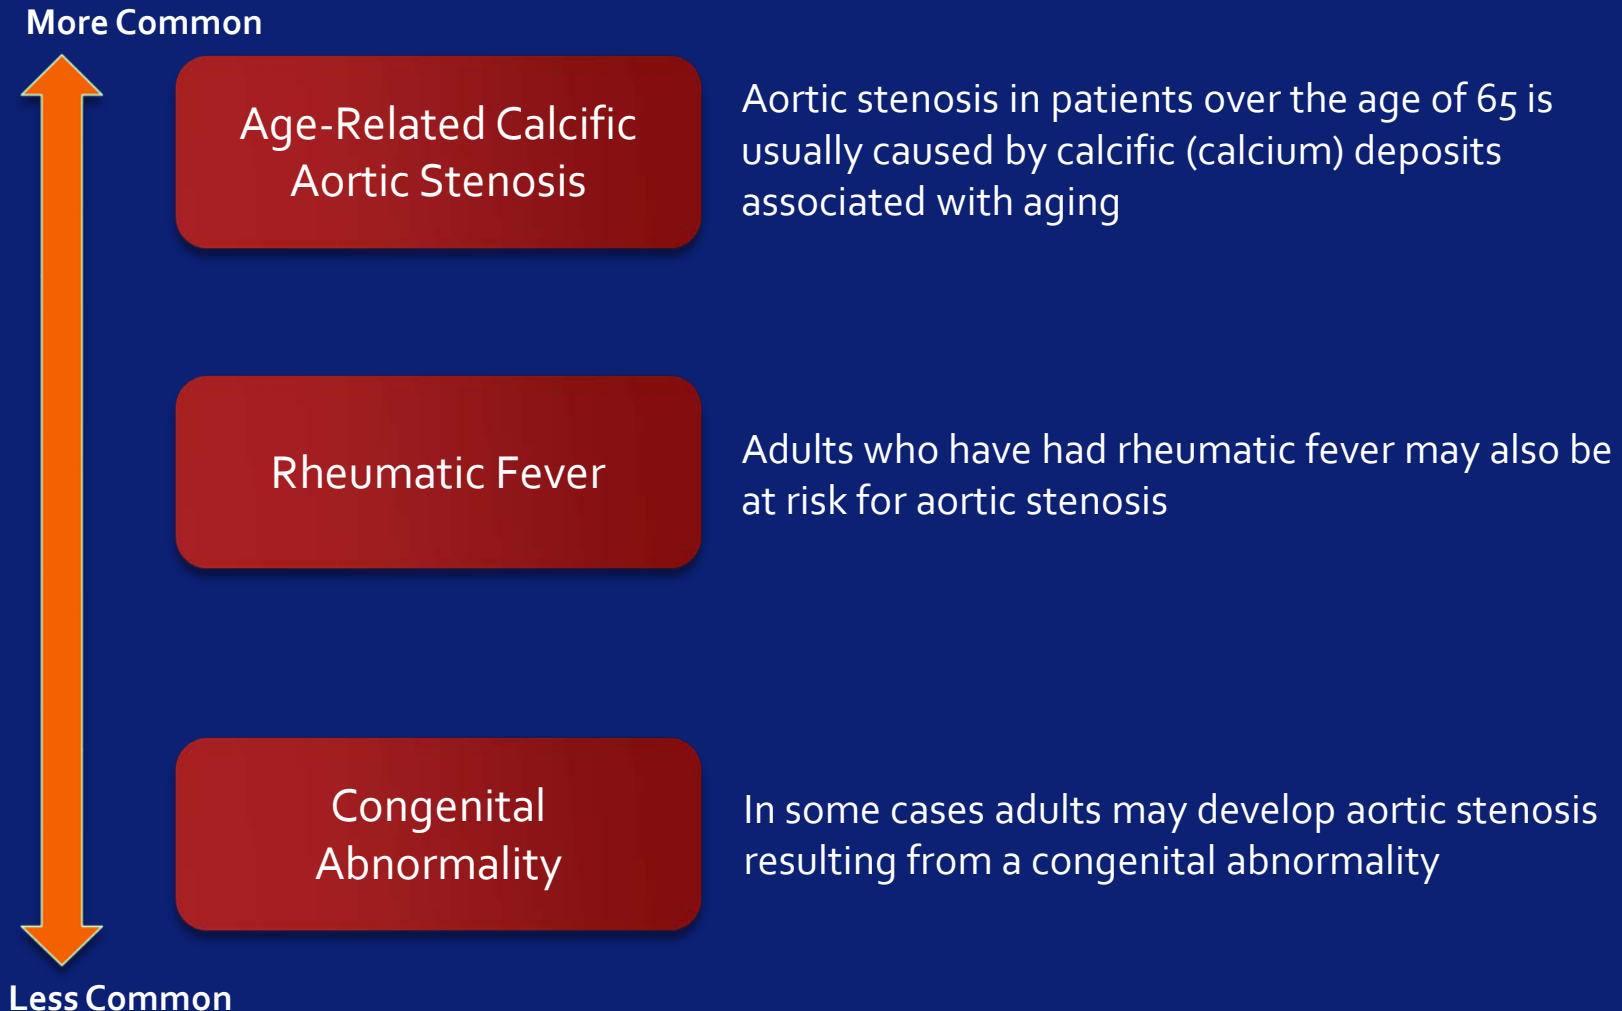 More Common
Age-Related Calcific
Aortic Stenosis
Aortic stenosis in patients over the age of 65 is
usually caused by calcific (calcium) deposits
associated with aging
Rheumatic Fever
Adults who have had rheumatic fever may also be
at risk for aortic stenosis
Congenital
Abnormality
In some cases adults may develop aortic stenosis
resulting from a congenital abnormality
Less Common